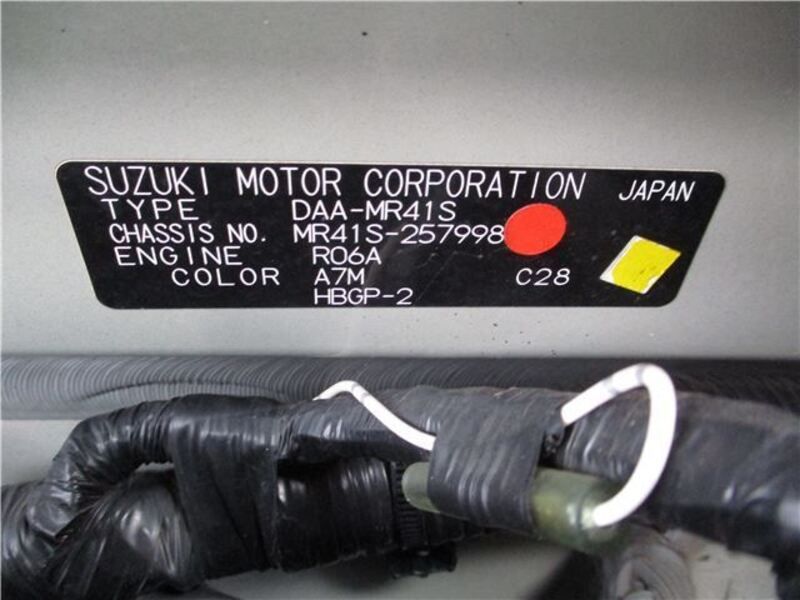 SUZUKI MOTOR CORPORATION JAPAN
TYPE DAA-MR41S
CHASSIS NO. MR41S-257998
ENGINE R06A
COLOR A7M C28
HBGP-2